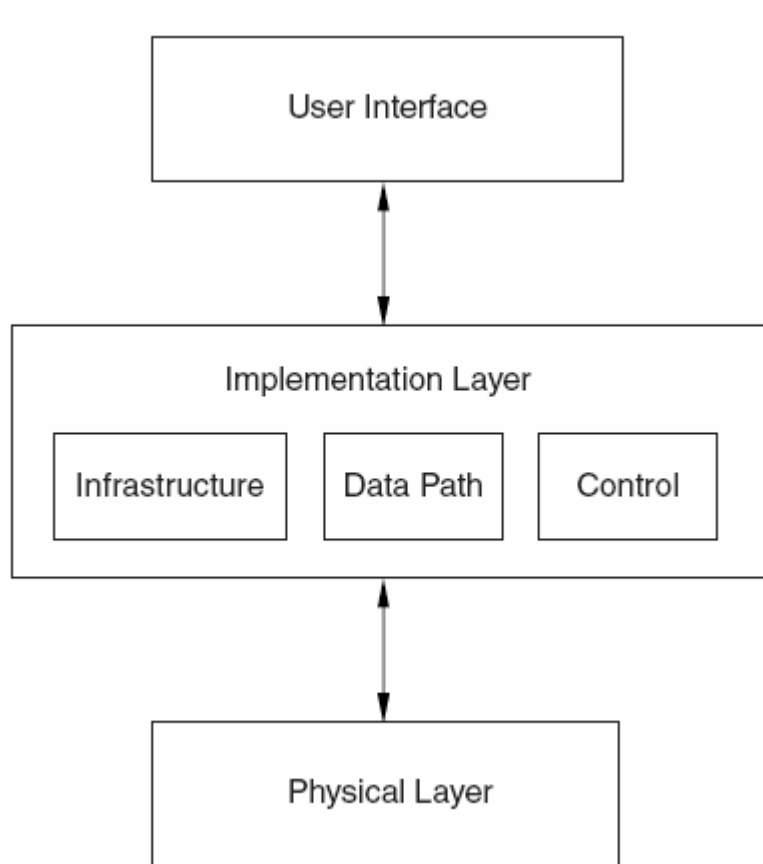 User Interface
Implementation Layer
Infrastructure
Data Path
Control
Physical Layer